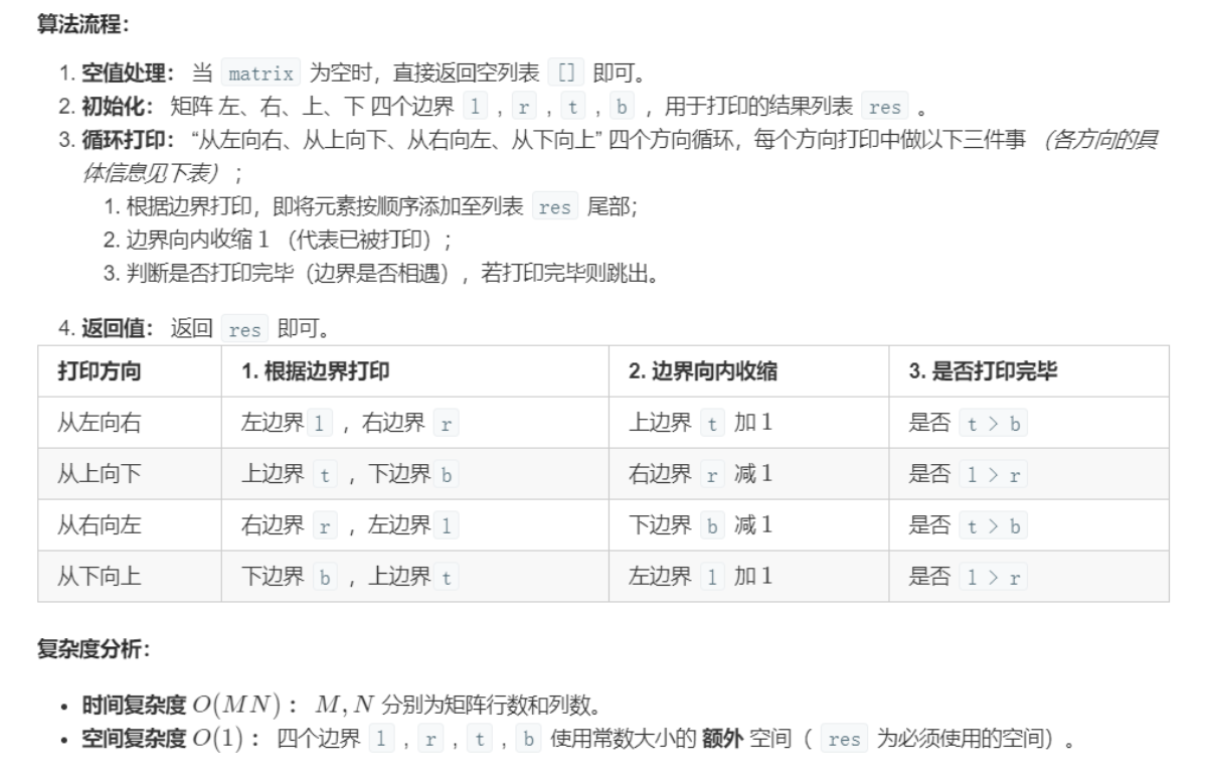 算法流程：
1. 空值处理： 当 matrix 为空时，直接返回空列表 [] 即可。
2. 初始化： 矩阵 左、右、上、下 四个边界 l , r , t , b ，用于打印的结果列表 res 。
3. 循环打印： “从左向右、从上向下、从右向左、从下向上” 四个方向循环，每个方向打印中做以下三件事 （各方向的具
体信息见下表） ；
1. 根据边界打印，即将元素按顺序添加至列表 res 尾部；
2. 边界向内收缩 1 （代表已被打印）；
3. 判断是否打印完毕（边界是否相遇），若打印完毕则跳出。
4. 返回值： 返回 res 即可。
打印方向 1. 根据边界打印 2. 边界向内收缩 3. 是否打印完毕
从左向右 左边界 l ，右边界 r 上边界 t 加 1 是否 t > b
从上向下 上边界 t ，下边界 b 右边界 r 减 1 是否 l > r
从右向左 右边界 r ，左边界 l 下边界 b 减 1 是否 t > b
从下向上 下边界 b ，上边界 t 左边界 l 加 1 是否 l > r
复杂度分析：
• 时间复杂度 O(MN) ： M, N 分别为矩阵行数和列数。
• 空间复杂度 O(1) ： 四个边界 l , r , t , b 使用常数大小的 额外 空间（ res 为必须使用的空间）。